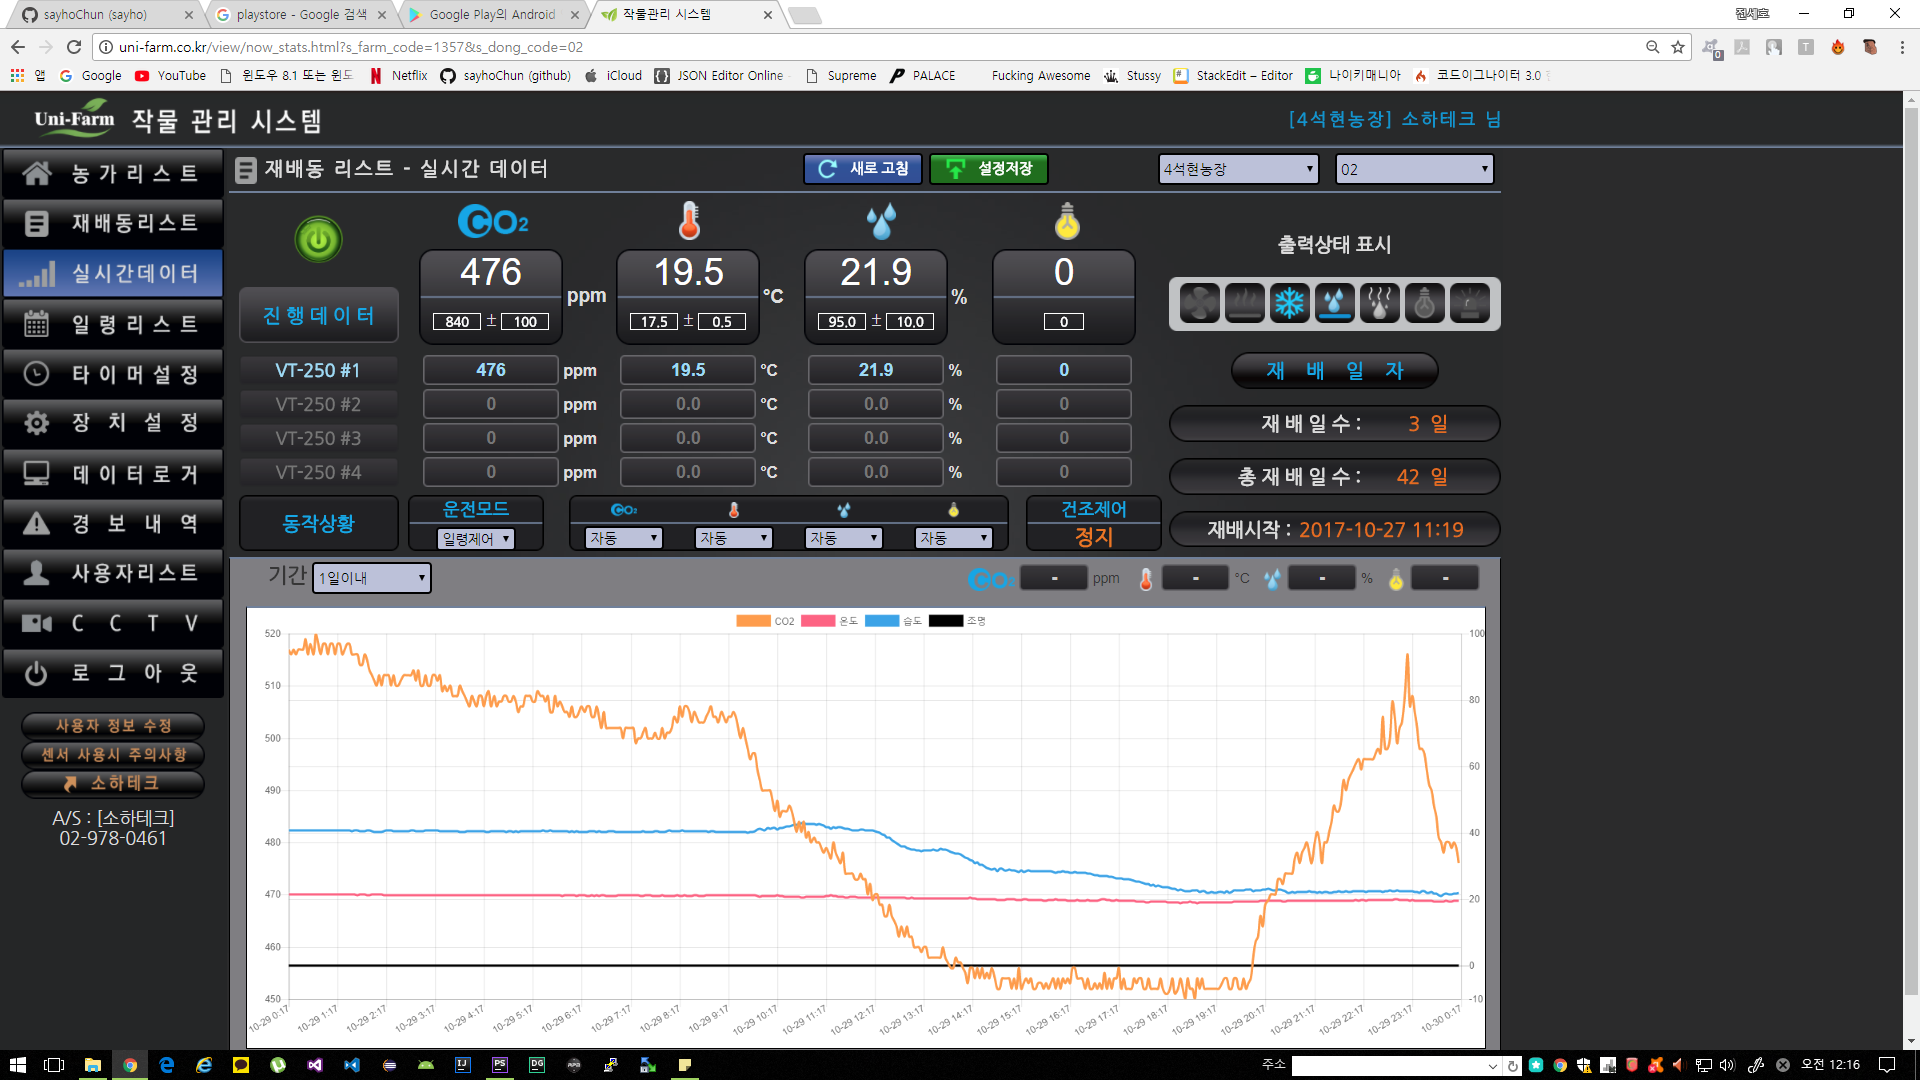 sayhoChun (sayho)
playstore - Google 검색
Google Play의 Android
작물관리 시스템
전세호
uni-farm.co.kr/view/now_stats.html?s_farm_code=1357&s_dong_code=02
앱 Google YouTube 윈도우 8.1 또는 윈도 Netflix sayhoChun (github) iCloud JSON Editor Online Supreme PALACE Fucking Awesome Stussy StackEdit – Editor 나이키매니아 코드이그나이터 3.0
Uni-Farm 작물 관리 시스템
[4석현농장] 소하테크 님
농가리스트
재배동리스트
실시간데이터
일령리스트
타이머설정
장치설정
데이터로거
경보내역
사용자리스트
CCTV
로그아웃
사용자 정보 수정
센서 사용시 주의사항
소하테크
A/S : [소하테크]
02-978-0461
재배동 리스트 - 실시간 데이터
새로 고침
설정저장
4석현농장
02
CO2
진행데이터
476 ppm 19.5 °C 21.9 % 0
840 ± 100 17.5 ± 0.5 95.0 ± 10.0 0
VT-250 #1 476 ppm 19.5 °C 21.9 % 0
VT-250 #2 0 ppm 0.0 °C 0.0 % 0
VT-250 #3 0 ppm 0.0 °C 0.0 % 0
VT-250 #4 0 ppm 0.0 °C 0.0 % 0
동작상황
운전모드
일령제어
CO2
자동 자동 자동 자동
건조제어
정지
출력상태 표시
재배일자
재배일수 : 3 일
총재배일수 : 42 일
재배시작 : 2017-10-27 11:19
기간 1일이내
CO2 - ppm - °C - % -
CO2 온도 습도 조명
520
510
500
490
480
470
460
450
100
80
60
40
20
0
-10
10-29 0:17 10-29 1:17 10-29 2:17 10-29 3:17 10-29 4:17 10-29 5:17 10-29 6:17 10-29 7:17 10-29 8:17 10-29 9:17 10-29 10:17 10-29 11:17 10-29 12:17 10-29 13:17 10-29 14:17 10-29 15:17 10-29 16:17 10-29 17:17 10-29 18:17 10-29 19:17 10-29 20:17 10-29 21:17 10-29 22:17 10-29 23:17 10-30 0:17
주소
오전 12:16